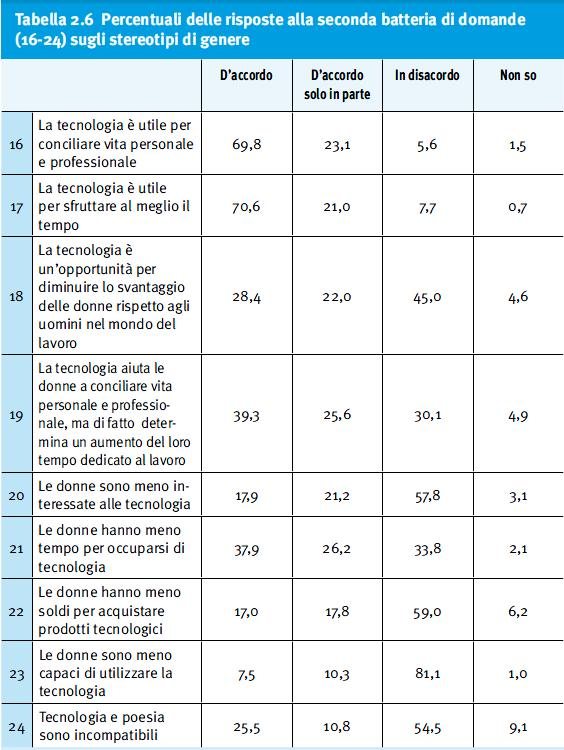 Tabella 2.6 Percentuali delle risposte alla seconda batteria di domande
(16-24) sugli stereotipi di genere
D'accordo
D'accordo
solo in parte
In disacordo
Non so
16
La tecnologia è utile per
conciliare vita personale
e professionale
69,8
23,1
5,6
1,5
17
La tecnologia è utile
per sfruttare al meglio il
tempo
70,6
21,0
7,7
0,7
18
La tecnologia è
un'opportunità per
diminuire lo svantaggio
delle donne rispetto agli
uomini nel mondo del
lavoro
28,4
22,0
45,0
4,6
19
La tecnologia aiuta le
donne a conciliare vita
personale e professio-
nale, ma di fatto deter-
mina un aumento del loro
tempo dedicato al lavoro
39,3
25,6
30,1
4,9
20
Le donne sono meno in-
teressate alle tecnologia
17,9
21,2
57,8
3,1
21
Le donne hanno meno
tempo per occuparsi di
tecnologia
37,9
26,2
33,8
2,1
22
Le donne hanno meno
soldi per acquistare
prodotti tecnologici
17,0
17,8
59,0
6,2
23
Le donne sono meno
capaci di utilizzare la
tecnologia
7,5
10,3
81,1
1,0
24
Tecnologia e poesia
sono incompatibili
25,5
10,8
54,5
9,1